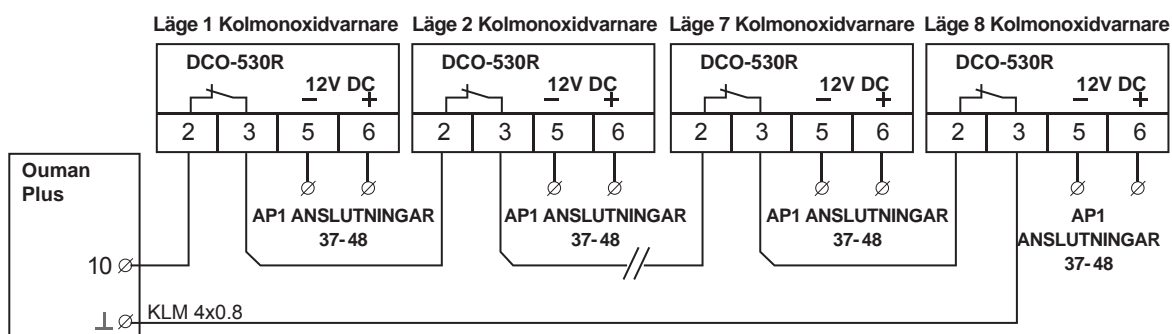 Läge 1 Kolmonoxidvarnare Läge 2 Kolmonoxidvarnare Läge 7 Kolmonoxidvarnare Läge 8 Kolmonoxidvarnare
DCO-530R DCO-530R DCO-530R DCO-530R
12V DC 12V DC 12V DC 12V DC
– + – + – + – +
2 3 5 6 2 3 5 6 2 3 5 6 2 3 5 6
Ouman
Plus
AP1 ANSLUTNINGAR
37-48
AP1 ANSLUTNINGAR
37-48
AP1 ANSLUTNINGAR
37-48
AP1
ANSLUTNINGAR
37-48
10
KLM 4x0.8